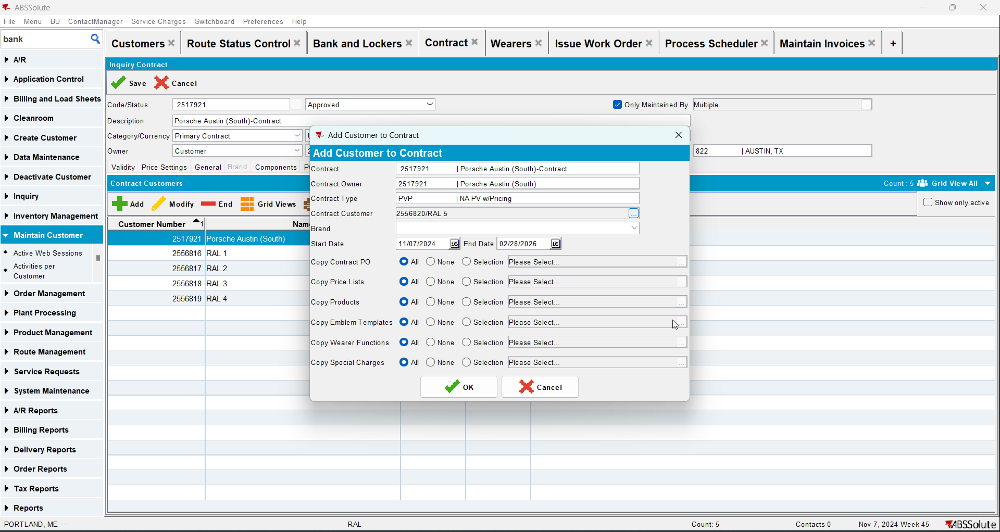 ABSSolute
File Menu BU ContactManager Service Charges Switchboard Preferences Help
bank
Customers Route Status Control Bank and Lockers Contract Wearers Issue Work Order Process Scheduler Maintain Invoices +
A/R
Application Control
Billing and Load Sheets
Cleanroom
Create Customer
Data Maintenance
Deactivate Customer
Inquiry
Inventory Management
Maintain Customer
Active Web Sessions
Activities per
Customer
Order Management
Plant Processing
Product Management
Route Management
Service Requests
System Maintenance
A/R Reports
Billing Reports
Delivery Reports
Order Reports
Tax Reports
Reports
Inquiry Contract
Save Cancel
Code/Status 2517921 ... Approved Only Maintained By Multiple ...
Description Porsche Austin (South)-Contract
Category/Currency Primary Contract
Owner Customer 822 | AUSTIN, TX
Validity Price Settings General Brand Components
Contract Customers Count : 5 Grid View All
Add Modify End Grid Views Show only active
Customer Number 1 Nam
2517921 Porsche Austin (South)
2556816 RAL 1
2556817 RAL 2
2556818 RAL 3
2556819 RAL 4
Add Customer to Contract
Add Customer to Contract
Contract 2517921 | Porsche Austin (South)-Contract
Contract Owner 2517921 | Porsche Austin (South)
Contract Type PVP | NA PV w/Pricing
Contract Customer 2556820/RAL 5 ...
Brand
Start Date 11/07/2024 16 End Date 02/28/2026 16
Copy Contract PO All None Selection Please Select... ...
Copy Price Lists All None Selection Please Select... ...
Copy Products All None Selection Please Select... ...
Copy Emblem Templates All None Selection Please Select... ...
Copy Wearer Functions All None Selection Please Select... ...
Copy Special Charges All None Selection Please Select... ...
OK Cancel
PORTLAND, ME - - RAL Count: 5 Contacts 0 Nov 7, 2024 Week 45 ABSSolute